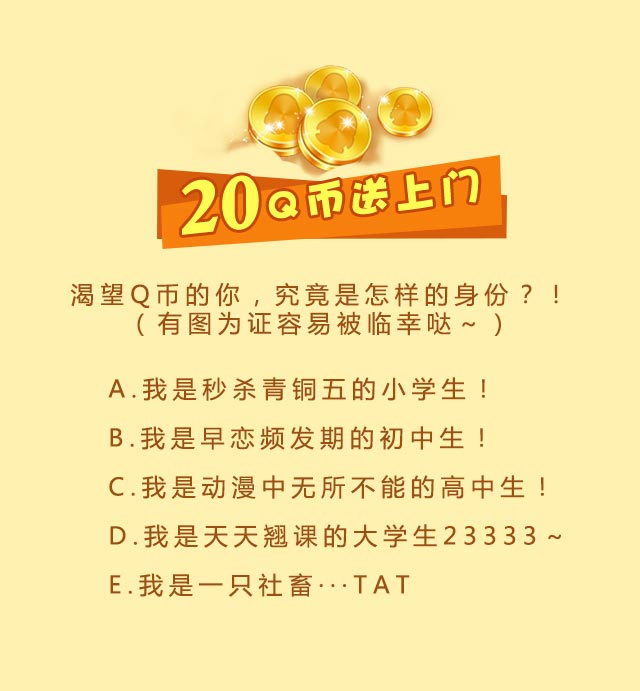 20Q币送上门
渴望Q币的你，究竟是怎样的身份？！
（有图为证容易被临幸哒～）
A.我是秒杀青铜五的小学生！
B.我是早恋频发期的初中生！
C.我是动漫中无所不能的高中生！
D.我是天天翘课的大学生23333～
E.我是一只社畜···TAT